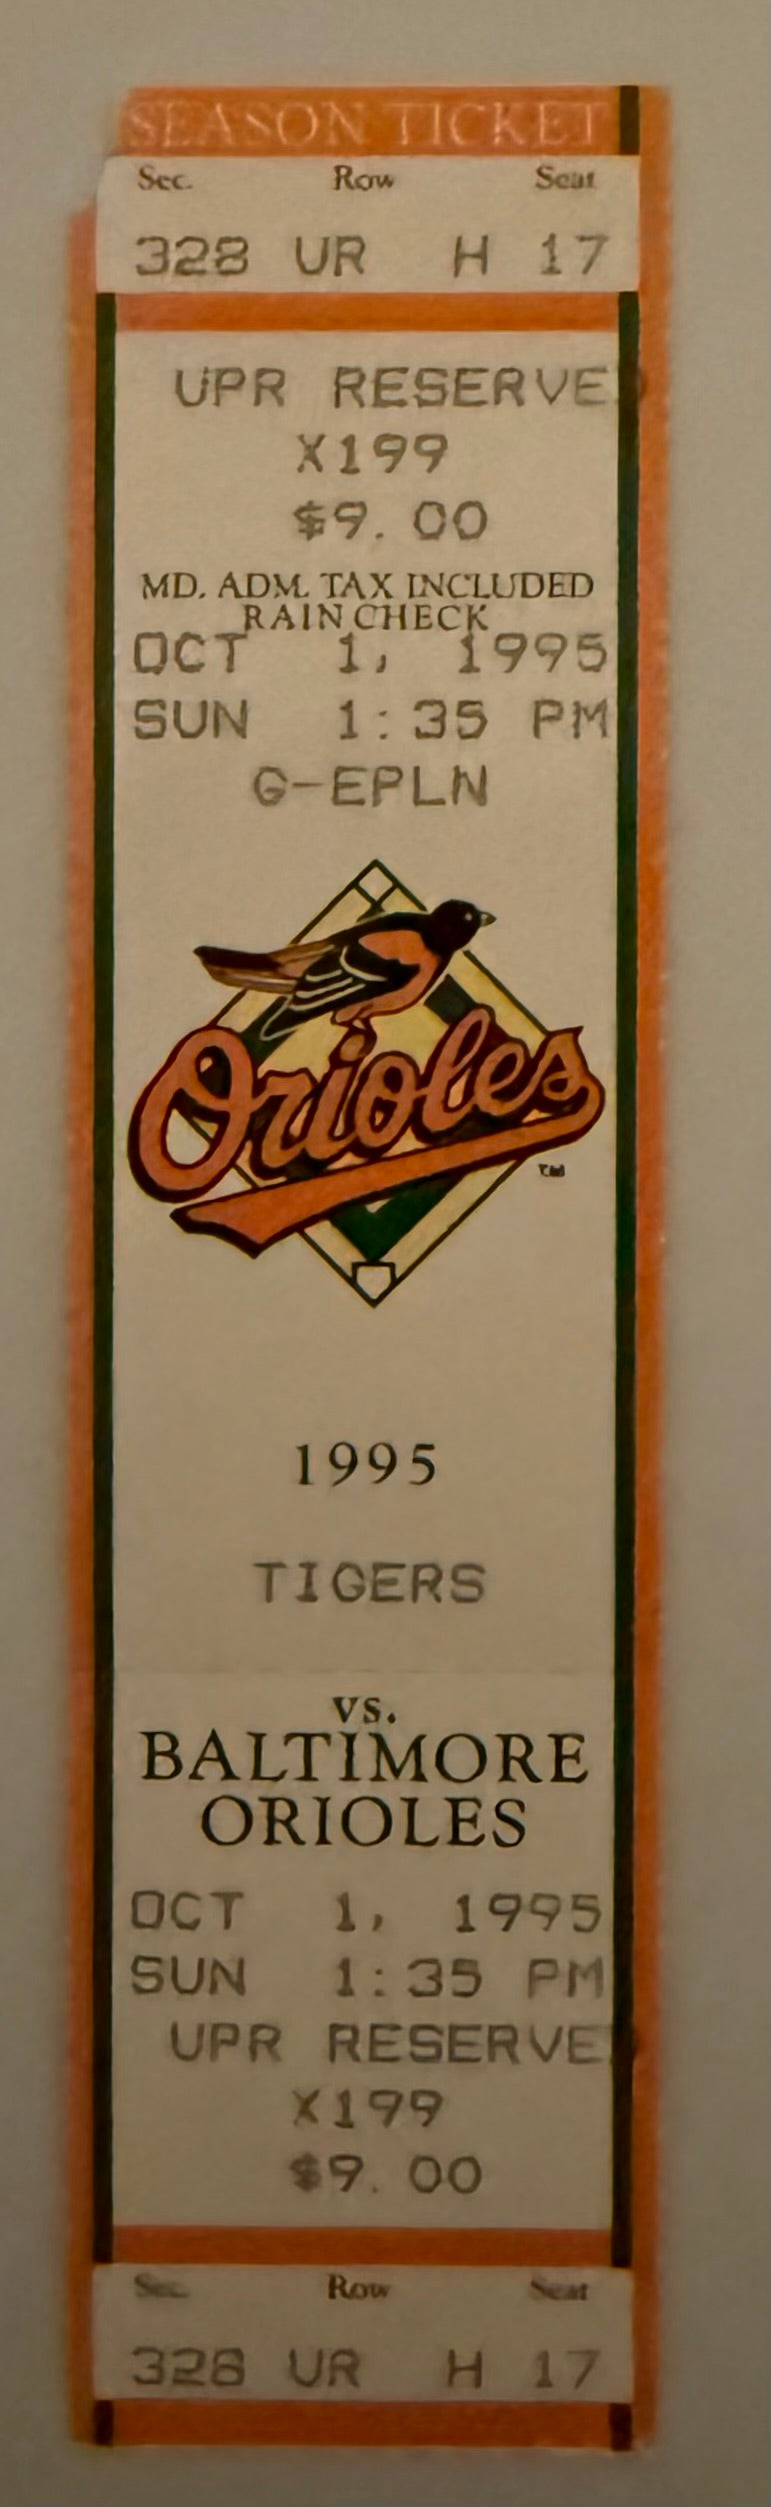 SEASON TICKET
Sec. Row Seat
328 UR H 17
UPR RESERVE
X199
$9.00
MD. ADM. TAX INCLUDED
RAIN CHECK
OCT 1, 1995
SUN 1:35 PM
G-EPLN
Orioles
TM
1995
TIGERS
vs.
BALTIMORE
ORIOLES
OCT 1, 1995
SUN 1:35 PM
UPR RESERVE
X199
$9.00
Sec. Row Seat
328 UR H 17